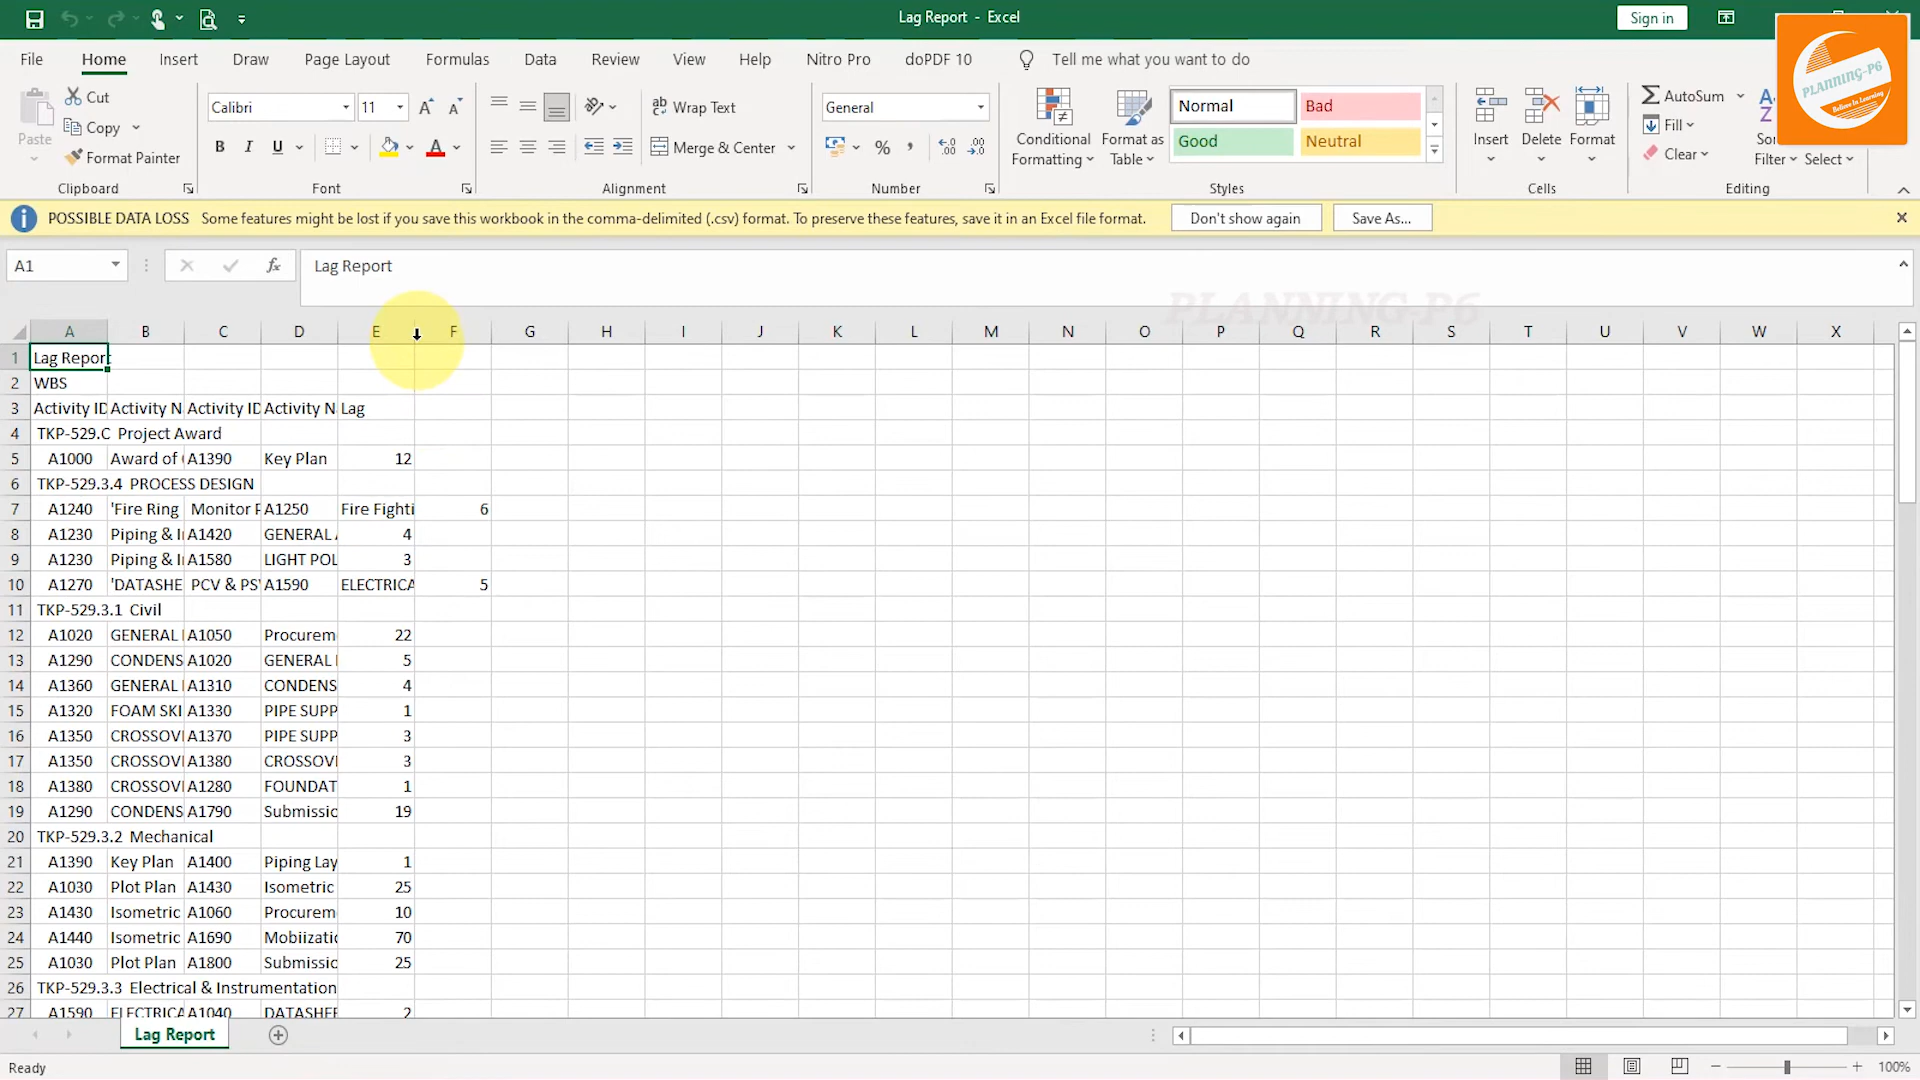 Lag Report - Excel
Sign in
PLANNING-P6
Believe In Learning
File Home Insert Draw Page Layout Formulas Data Review View Help Nitro Pro doPDF 10 Tell me what you want to do
Paste
Cut
Copy
Format Painter
Clipboard
Calibri 11
B I U A
Font
Wrap Text
Merge & Center
Alignment
General
%
Number
Conditional Formatting
Format as Table
Normal Bad
Good Neutral
Styles
Insert Delete Format
Cells
AutoSum
Fill
Clear
Filter Select
Editing
POSSIBLE DATA LOSS Some features might be lost if you save this workbook in the comma-delimited (.csv) format. To preserve these features, save it in an Excel file format. Don't show again Save As...
A1 fx Lag Report
PLANNING-P6
A B C D E F G H I J K L M N O P Q R S T U V W X
1 Lag Report
2 WBS
3 Activity ID Activity N Activity ID Activity N Lag
4 TKP-529.C Project Award
5 A1000 Award of A1390 Key Plan 12
6 TKP-529.3.4 PROCESS DESIGN
7 A1240 'Fire Ring Monitor F A1250 Fire Fighti 6
8 A1230 Piping & I A1420 GENERAL 4
9 A1230 Piping & I A1580 LIGHT POL 3
10 A1270 'DATASHE PCV & PS A1590 ELECTRICA 5
11 TKP-529.3.1 Civil
12 A1020 GENERAL A1050 Procurem 22
13 A1290 CONDENS A1020 GENERAL 5
14 A1360 GENERAL A1310 CONDENS 4
15 A1320 FOAM SKI A1330 PIPE SUPP 1
16 A1350 CROSSOV A1370 PIPE SUPP 3
17 A1350 CROSSOV A1380 CROSSOV 3
18 A1380 CROSSOV A1280 FOUNDAT 1
19 A1290 CONDENS A1790 Submissio 19
20 TKP-529.3.2 Mechanical
21 A1390 Key Plan A1400 Piping Lay 1
22 A1030 Plot Plan A1430 Isometric 25
23 A1430 Isometric A1060 Procurem 10
24 A1440 Isometric A1690 Mobiizatio 70
25 A1030 Plot Plan A1800 Submissio 25
26 TKP-529.3.3 Electrical & Instrumentation
27 A1590 ELECTRICA A1040 DATASHEE 2
Lag Report
Ready 100%